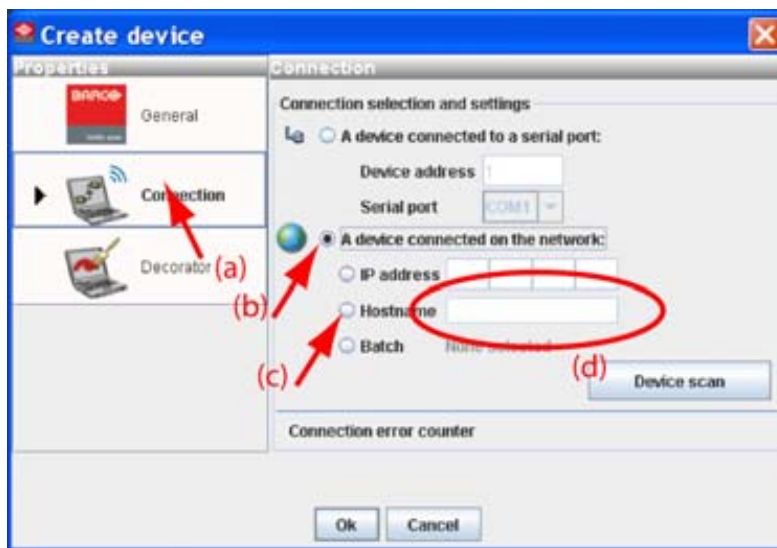 Create device
Properties
Connection
BARCO
General
Connection
Decorator
Connection selection and settings
A device connected to a serial port:
Device address 1
Serial port COM1
A device connected on the network:
IP address
Hostname
Batch None selected
Device scan
Connection error counter
Ok Cancel
(a)
(b)
(c)
(d)